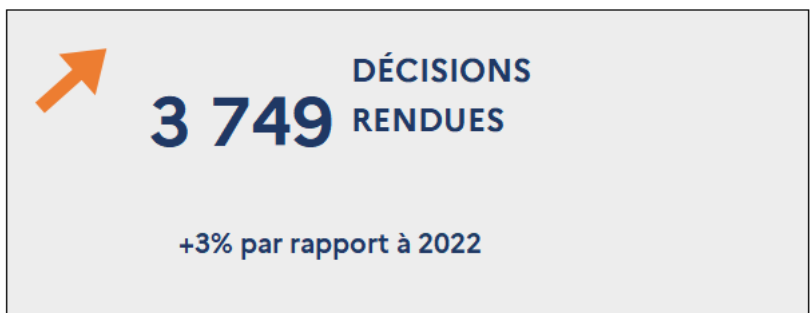 DÉCISIONS
3 749 RENDUES
+3% par rapport à 2022